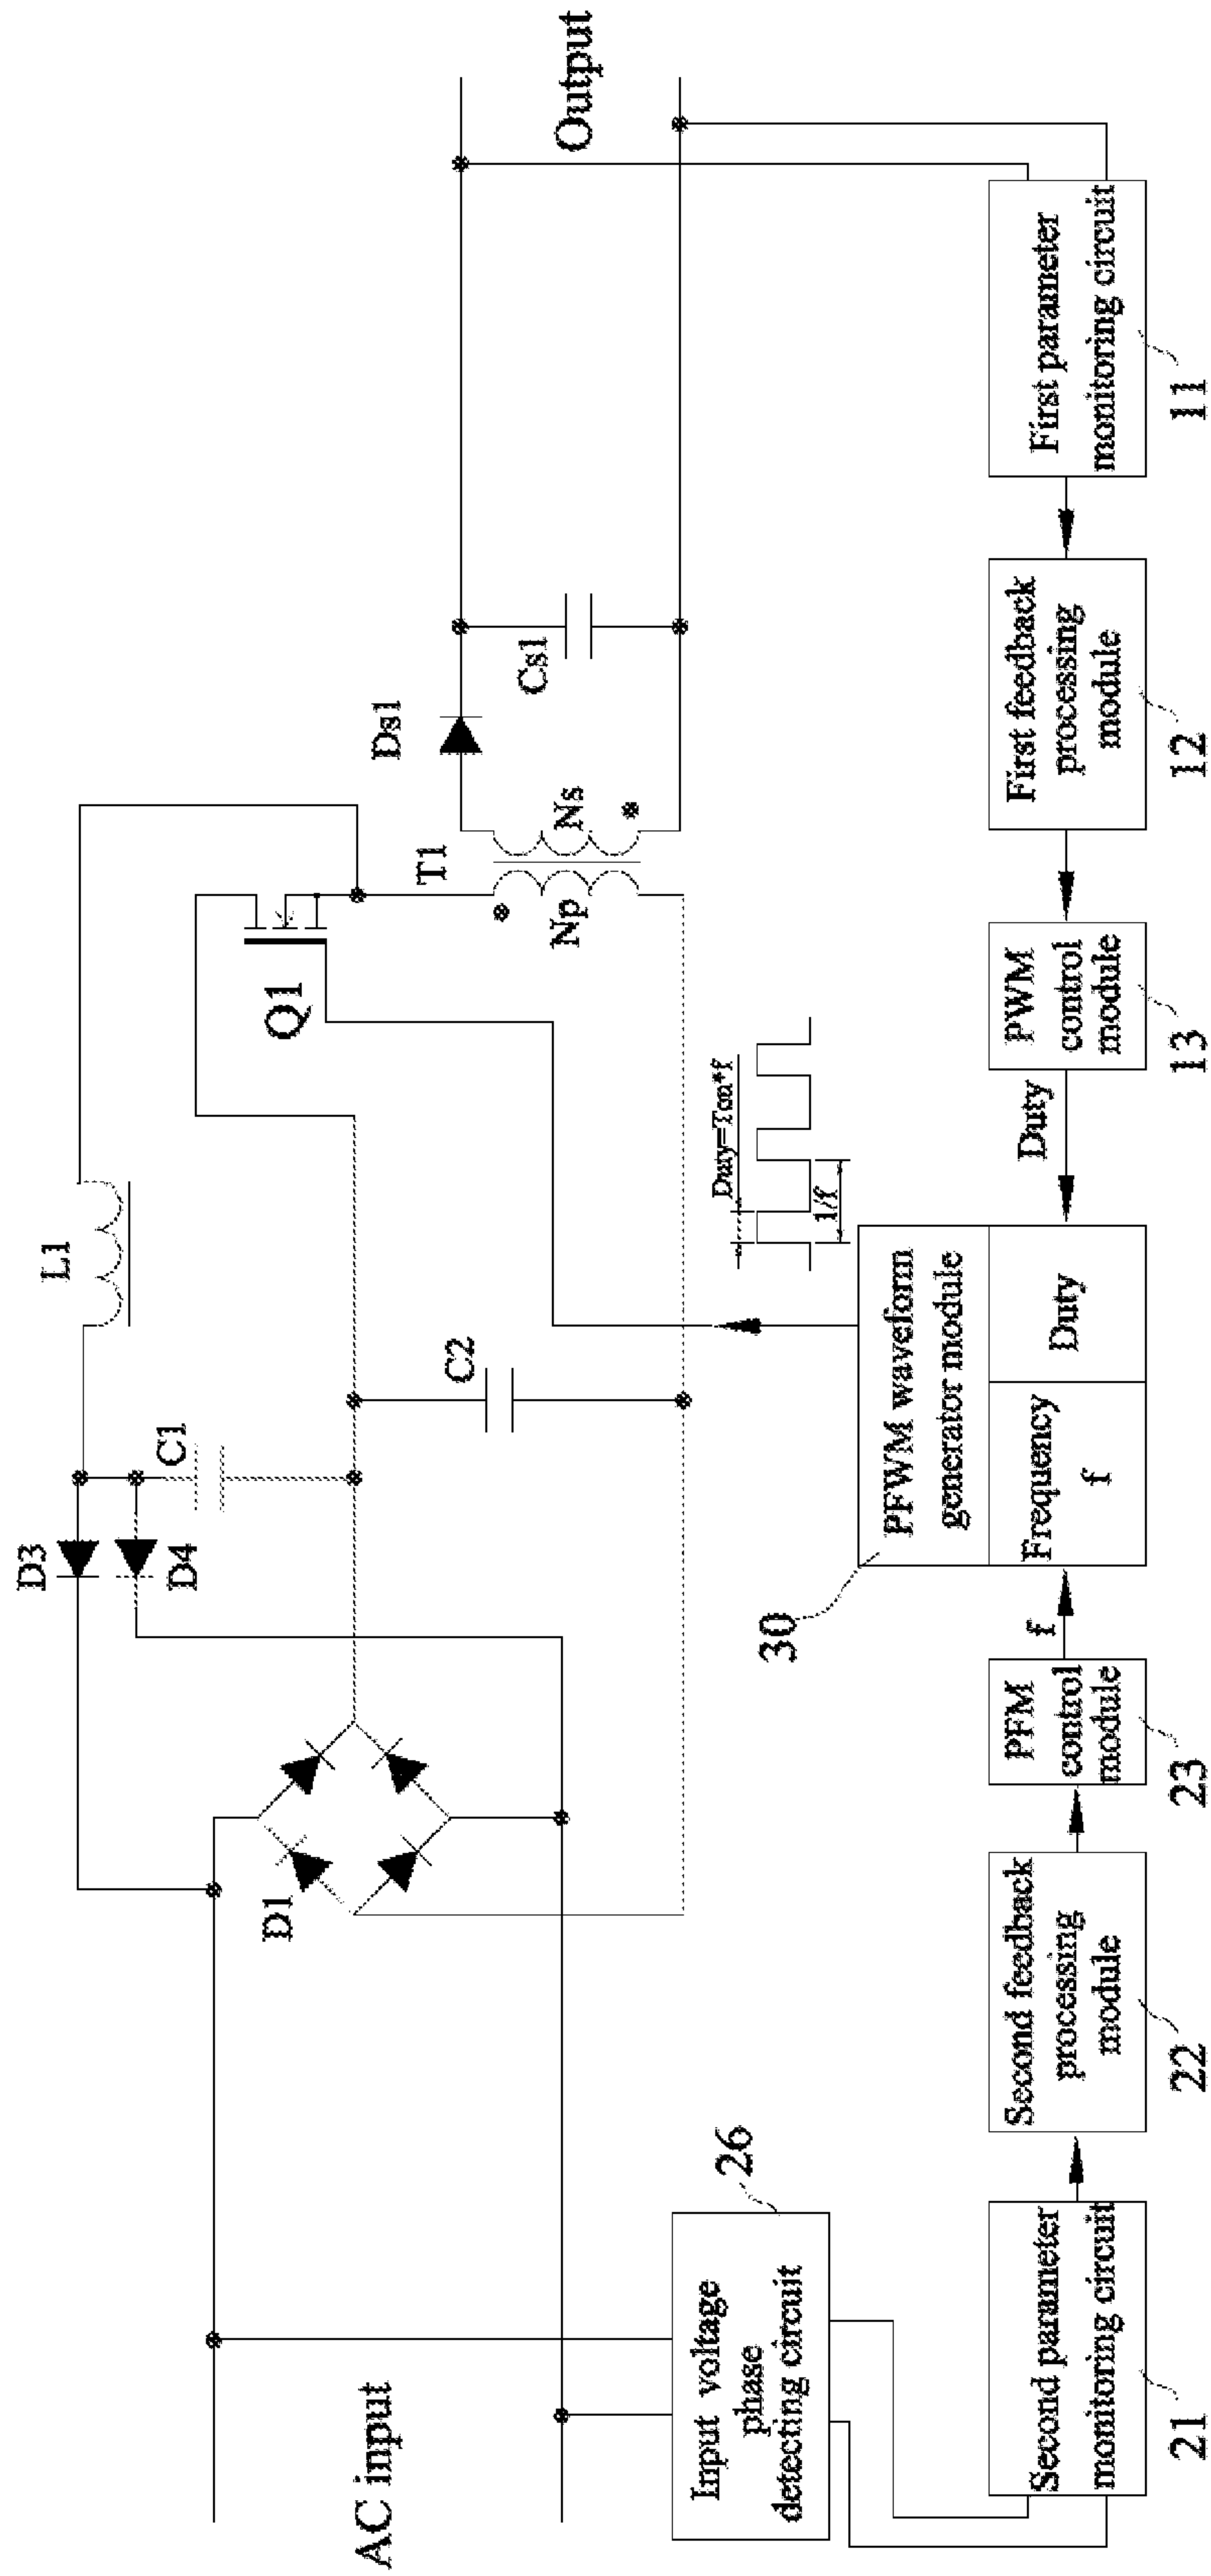 D3
D4
C1
L1
Q1
T1
Np
Ns
Ds1
Cs1
Output
D1
C2
AC input
Duty=Ton*f
1/f
Input voltage
phase
detecting circuit
26
30
PFWM waveform
generator module
Frequency
f
Duty
Second parameter
monitoring circuit
21
Second feedback
processing
module
22
PFM
control
module
23
f
Duty
PWM
control
module
13
First feedback
processing
module
12
First parameter
monitoring circuit
11